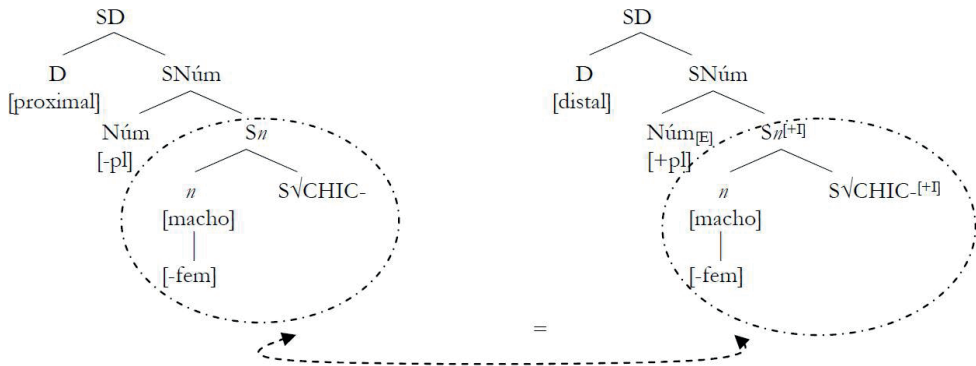 SD SD
D SNúm D SNúm
[proximal] [distal]
Núm Sn Núm[E] Sn[+I]
[-pl] [+pl]
n S√CHIC- n S√CHIC-[+I]
[macho] [macho]
[-fem] [-fem]
=